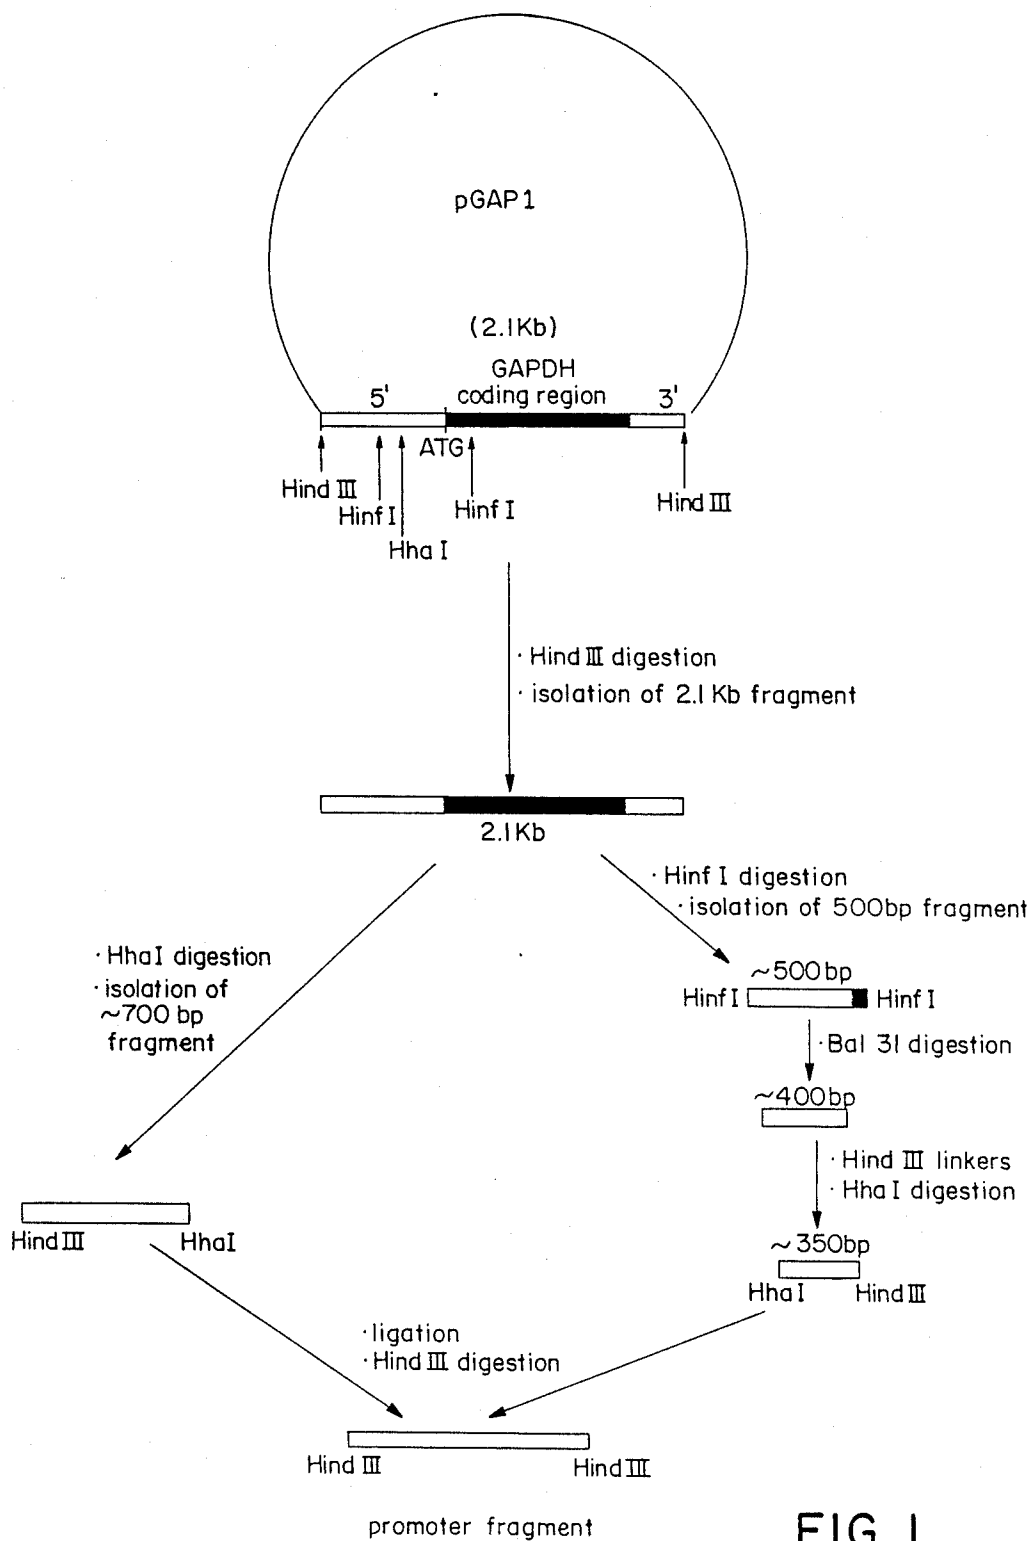 pGAP1
(2.1Kb)
GAPDH
coding region
5'
3'
ATG
Hind III
Hinf I
Hha I
Hinf I
Hind III
· Hind III digestion
· isolation of 2.1 Kb fragment
2.1Kb
· Hinf I digestion
· isolation of 500bp fragment
· HhaI digestion
· isolation of
~700 bp
fragment
~500bp
Hinf I
Hinf I
· Bal 31 digestion
~400bp
· Hind III linkers
· Hha I digestion
~350bp
Hha I
Hind III
Hind III
HhaI
· ligation
· Hind III digestion
Hind III
Hind III
promoter fragment
FIG. 1